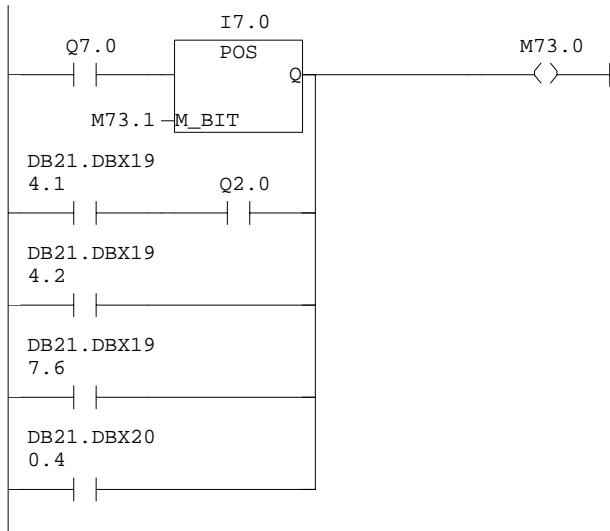 I7.0
Q7.0 POS M73.0
Q
M73.1 M_BIT
DB21.DBX19
4.1 Q2.0
DB21.DBX19
4.2
DB21.DBX19
7.6
DB21.DBX20
0.4